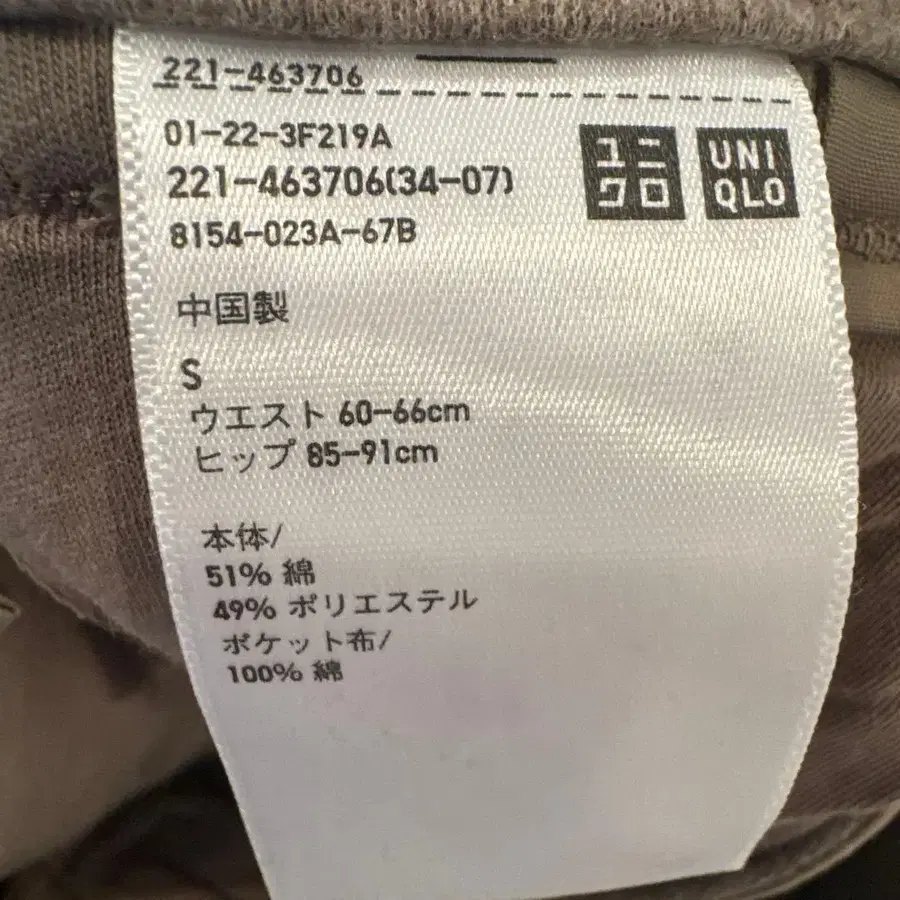 221-463706
01-22-3F219A
221-463706(34-07)
8154-023A-67B
ユニ
クロ
UNI
QLO
中国製
S
ウエスト 60-66cm
ヒップ 85-91cm
本体/
51% 綿
49% ポリエステル
ポケット布/
100% 綿